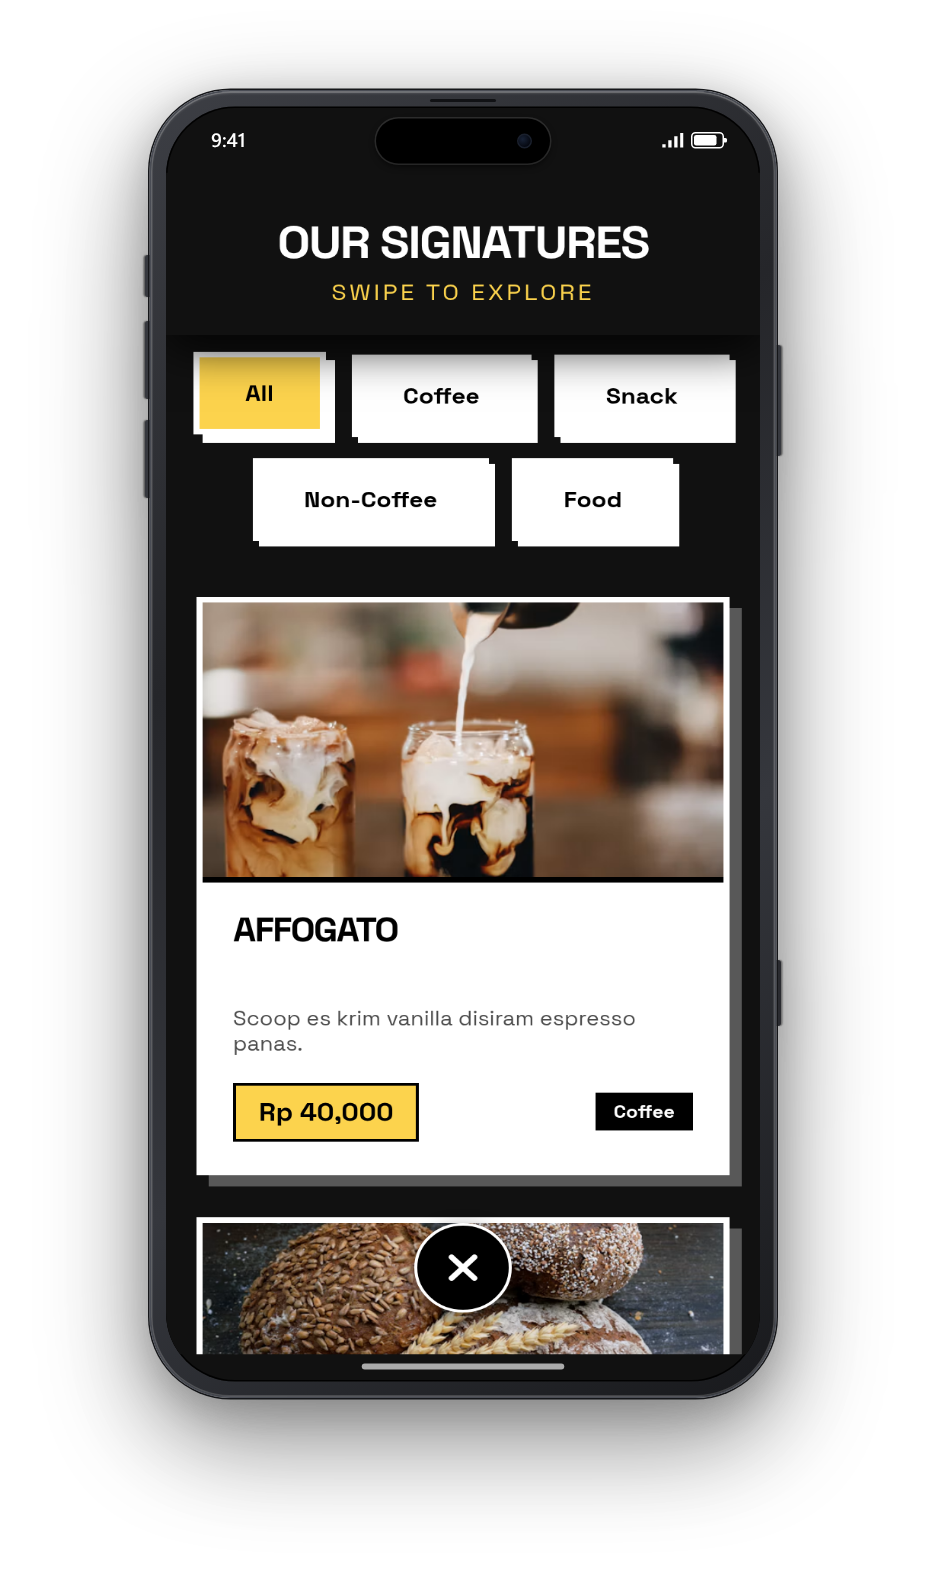 9:41
OUR SIGNATURES
SWIPE TO EXPLORE
All
Coffee
Snack
Non-Coffee
Food
AFFOGATO
Scoop es krim vanilla disiram espresso
panas.
Rp 40,000
Coffee